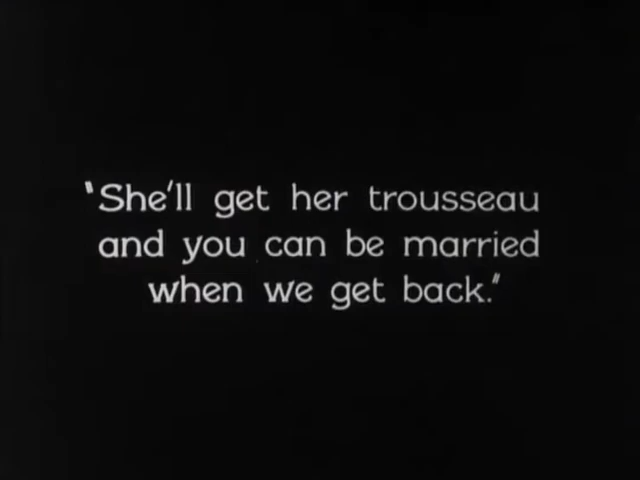 "She'll get her trousseau
and you can be married
when we get back."